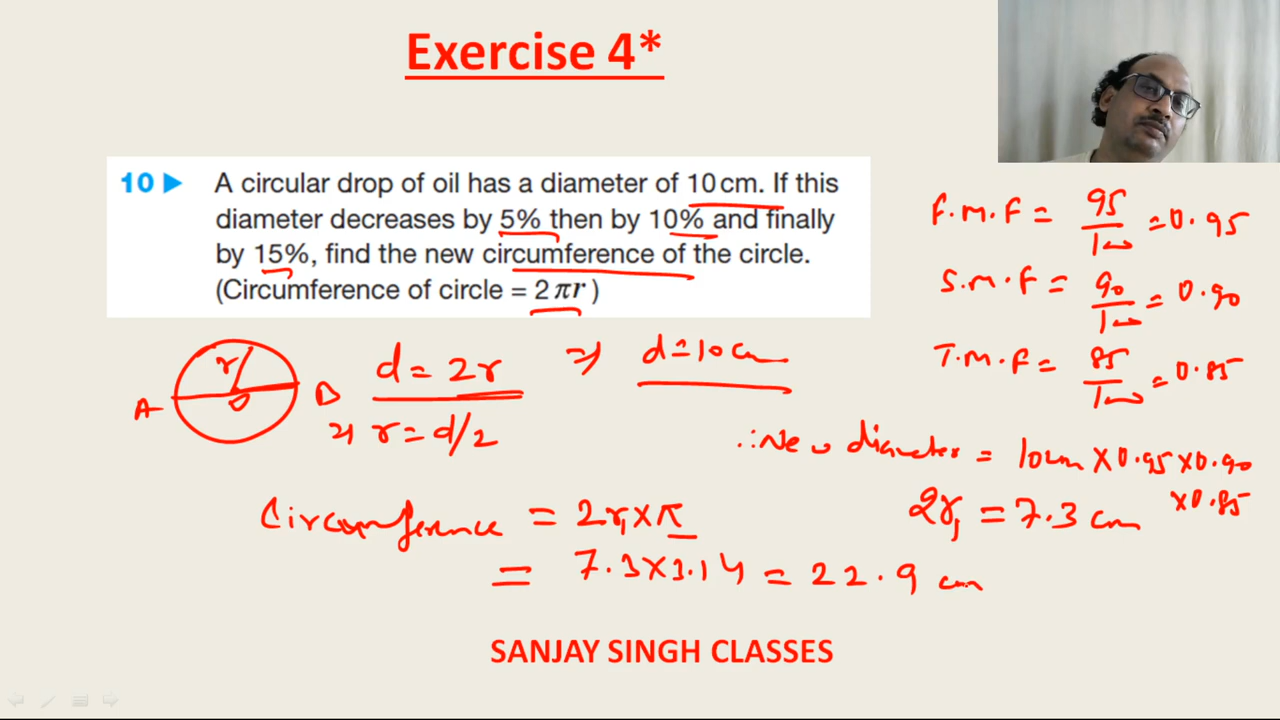 Exercise 4*
10 ▶ A circular drop of oil has a diameter of 10 cm. If this
diameter decreases by 5% then by 10% and finally
by 15%, find the new circumference of the circle.
(Circumference of circle = 2πr)
F.M.F = 95/100 = 0.95
S.M.F = 90/100 = 0.90
T.M.F = 85/100 = 0.85
A r O B
d = 2r ⇒ d = 10 cm
⇒ r = d/2
∴ New diameter = 10cm × 0.95 × 0.90
× 0.85
2r₁ = 7.3 cm
Circumference = 2r₁ × π
= 7.3 × 3.14 = 22.9 cm
SANJAY SINGH CLASSES